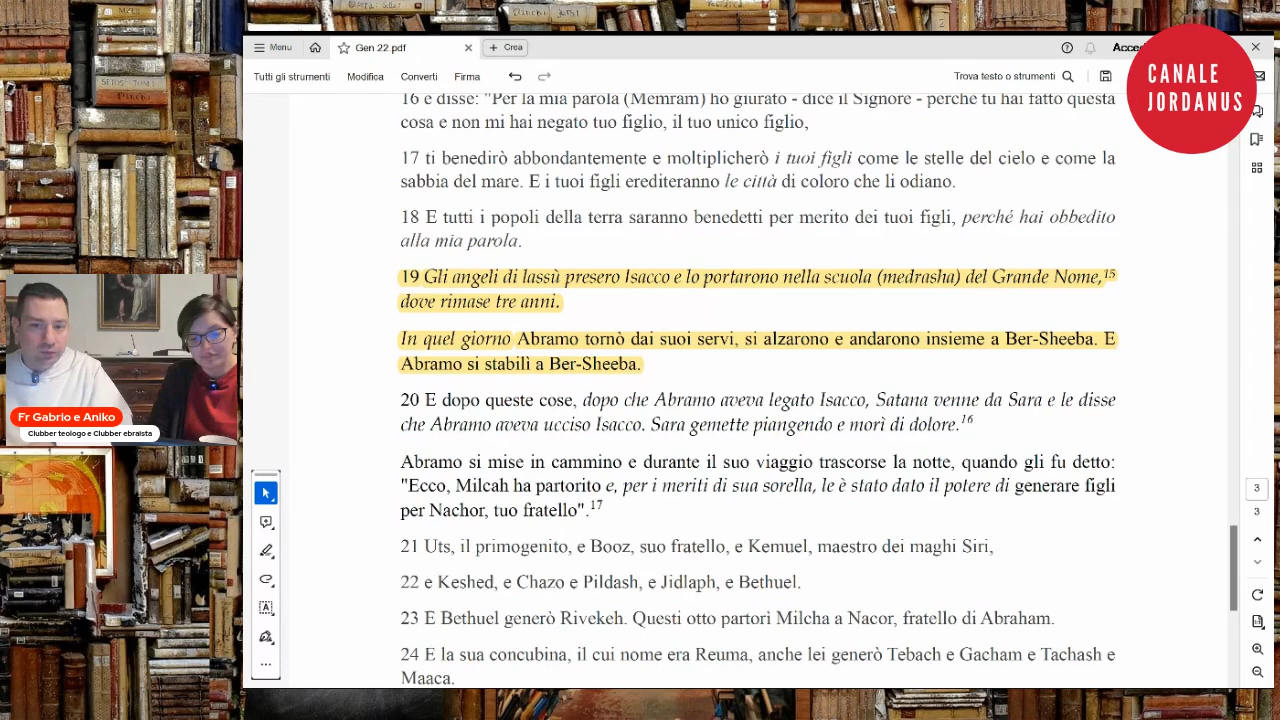 Menu
Gen 22.pdf
Crea
CANALE
JORDANUS
Tutti gli strumenti
Modifica
Converti
Firma
Trova testo o strumenti
16 e disse: "Per la mia parola (Memram) ho giurato - dice il Signore - perché tu hai fatto questa
cosa e non mi hai negato tuo figlio, il tuo unico figlio,
17 ti benedirò abbondantemente e moltiplicherò i tuoi figli come le stelle del cielo e come la
sabbia del mare. E i tuoi figli erediteranno le città di coloro che li odiano.
18 E tutti i popoli della terra saranno benedetti per merito dei tuoi figli, perché hai obbedito
alla mia parola.
19 Gli angeli di lassù presero Isacco e lo portarono nella scuola (medrasha) del Grande Nome,15
dove rimase tre anni.
In quel giorno Abramo tornò dai suoi servi, si alzarono e andarono insieme a Ber-Sheeba. E
Abramo si stabilì a Ber-Sheeba.
20 E dopo queste cose, dopo che Abramo aveva legato Isacco, Satana venne da Sara e le disse
che Abramo aveva ucciso Isacco. Sara gemette piangendo e morì di dolore.16
Abramo si mise in cammino e durante il suo viaggio trascorse la notte, quando gli fu detto:
"Ecco, Milcah ha partorito e, per i meriti di sua sorella, le è stato dato il potere di generare figli
per Nachor, tuo fratello".17
21 Uts, il primogenito, e Booz, suo fratello, e Kemuel, maestro dei maghi Siri,
22 e Keshed, e Chazo e Pildash, e Jidlaph, e Bethuel.
23 E Bethuel generò Rivekeh. Questi otto partorì Milcha a Nacor, fratello di Abraham.
24 E la sua concubina, il cui nome era Reuma, anche lei generò Tebach e Gacham e Tachash e
Maaca.
Fr Gabrio e Aniko
Clubber teologo e Clubber ebraista
3
3